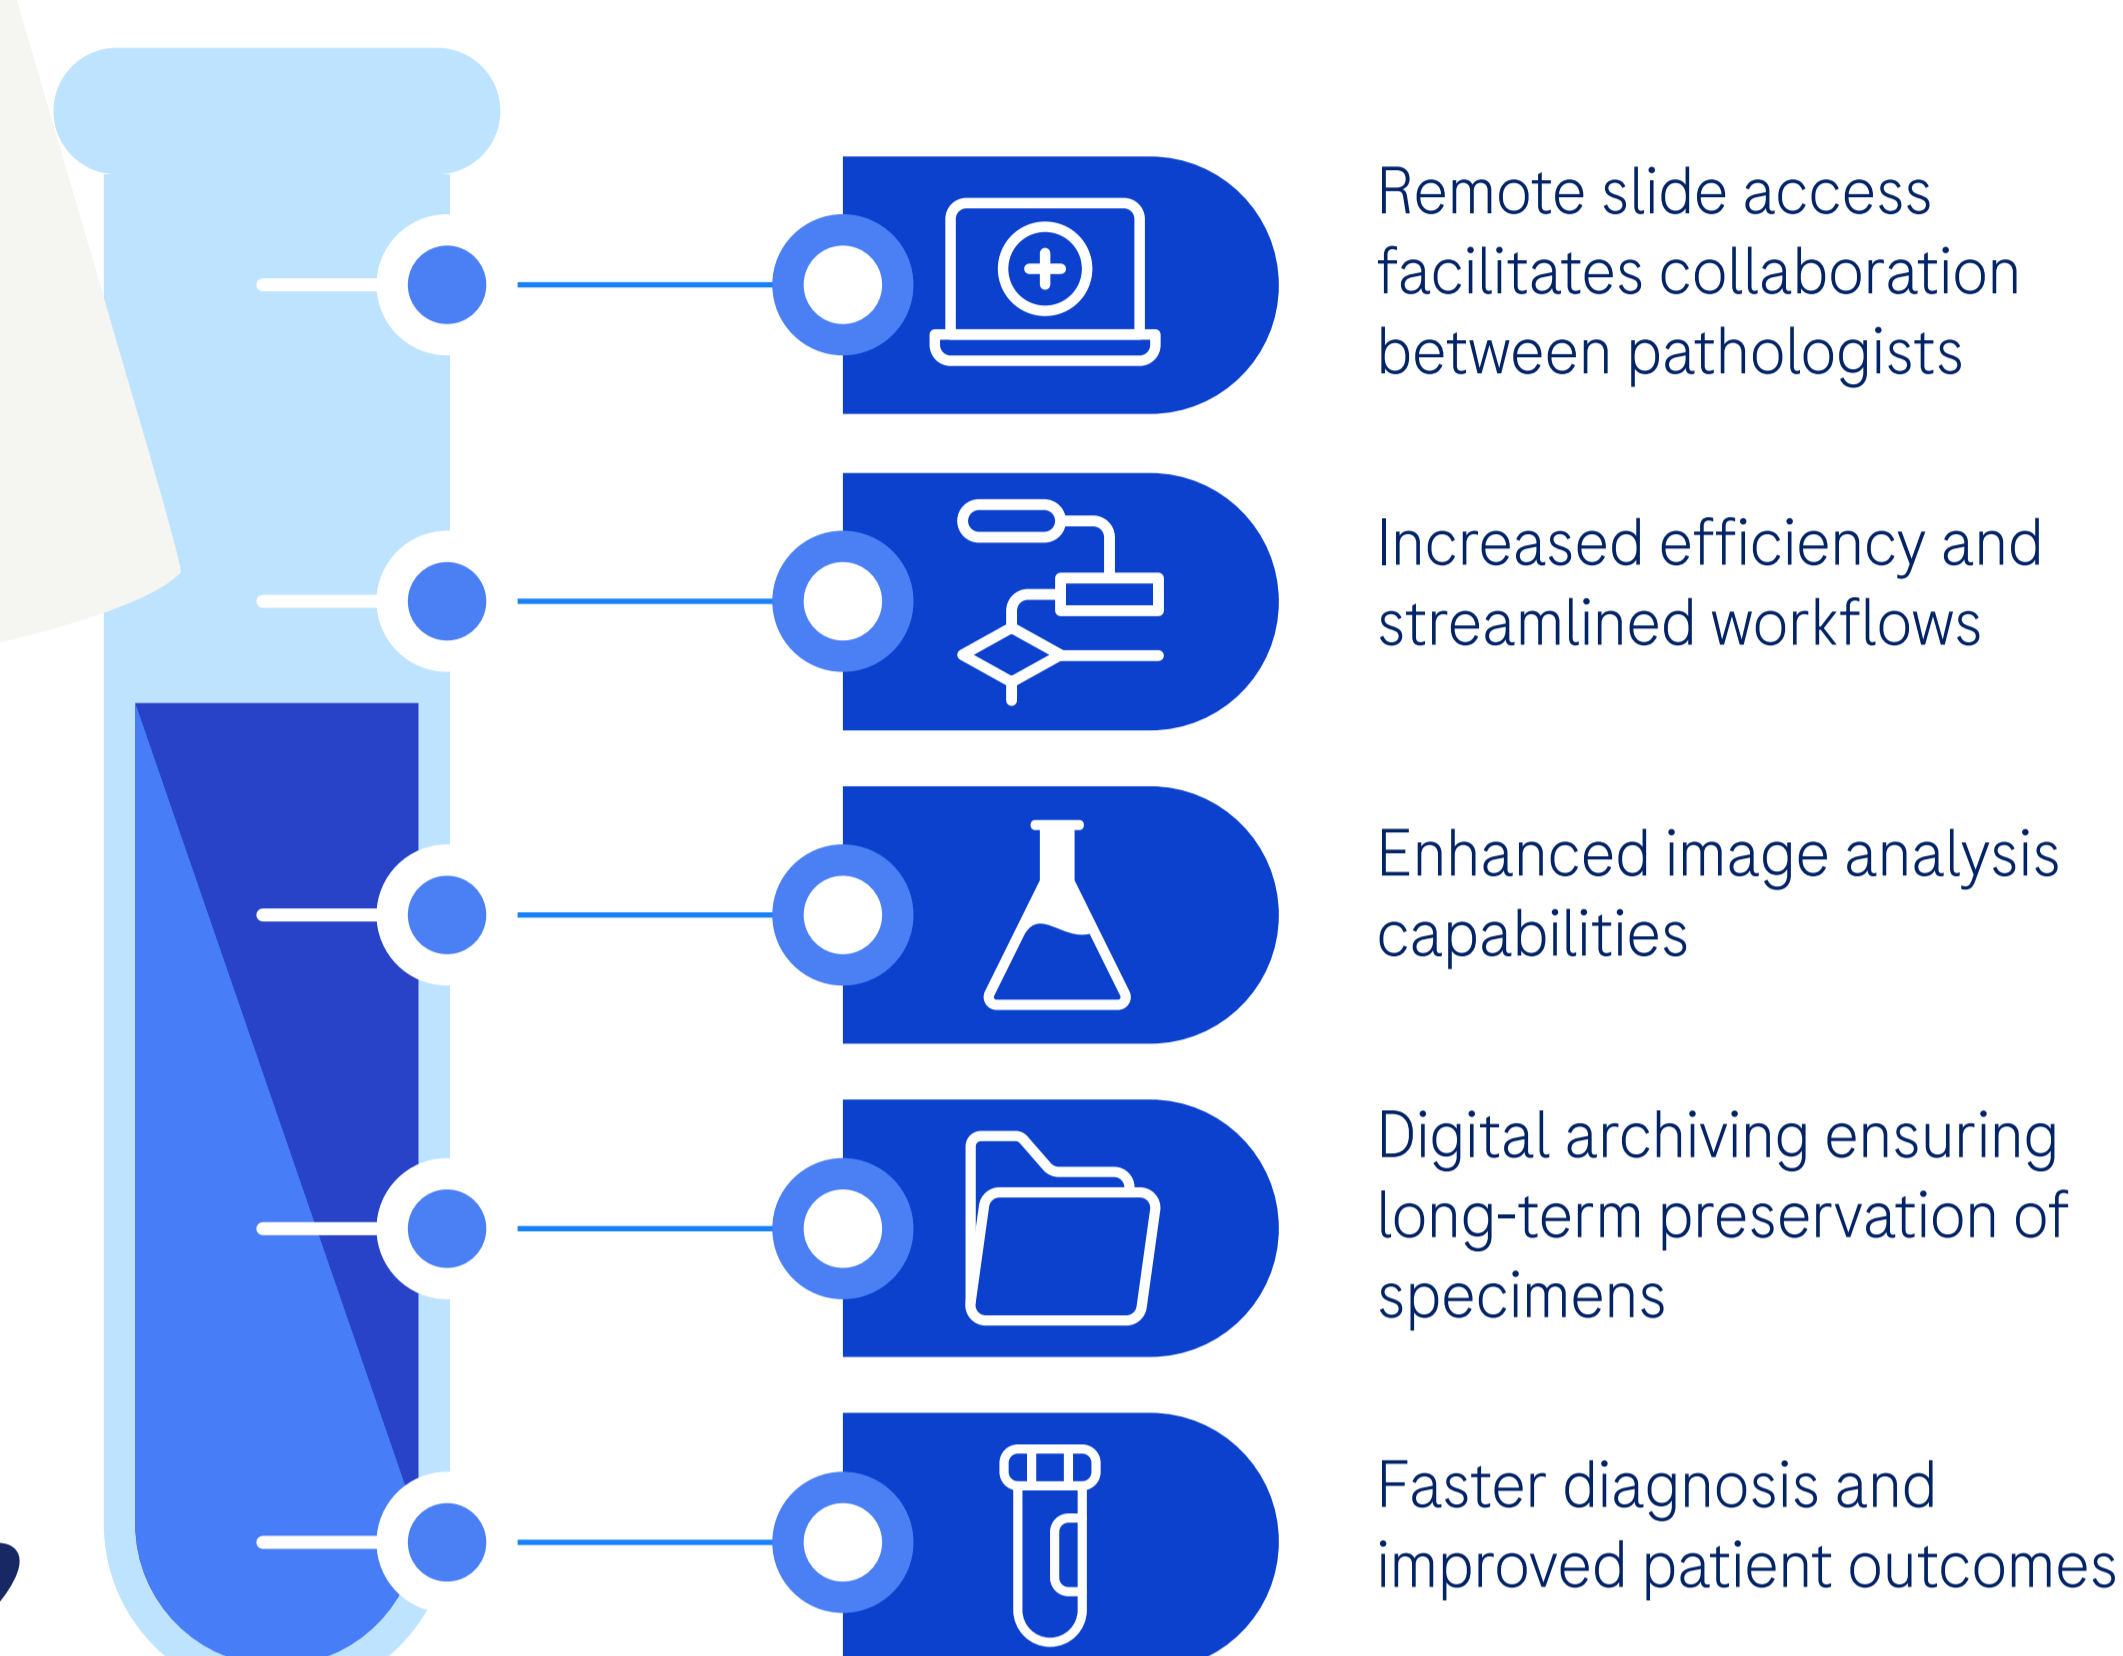 Remote slide access
facilitates collaboration
between pathologists
Increased efficiency and
streamlined workflows
Enhanced image analysis
capabilities
Digital archiving ensuring
long-term preservation of
specimens
Faster diagnosis and
improved patient outcomes